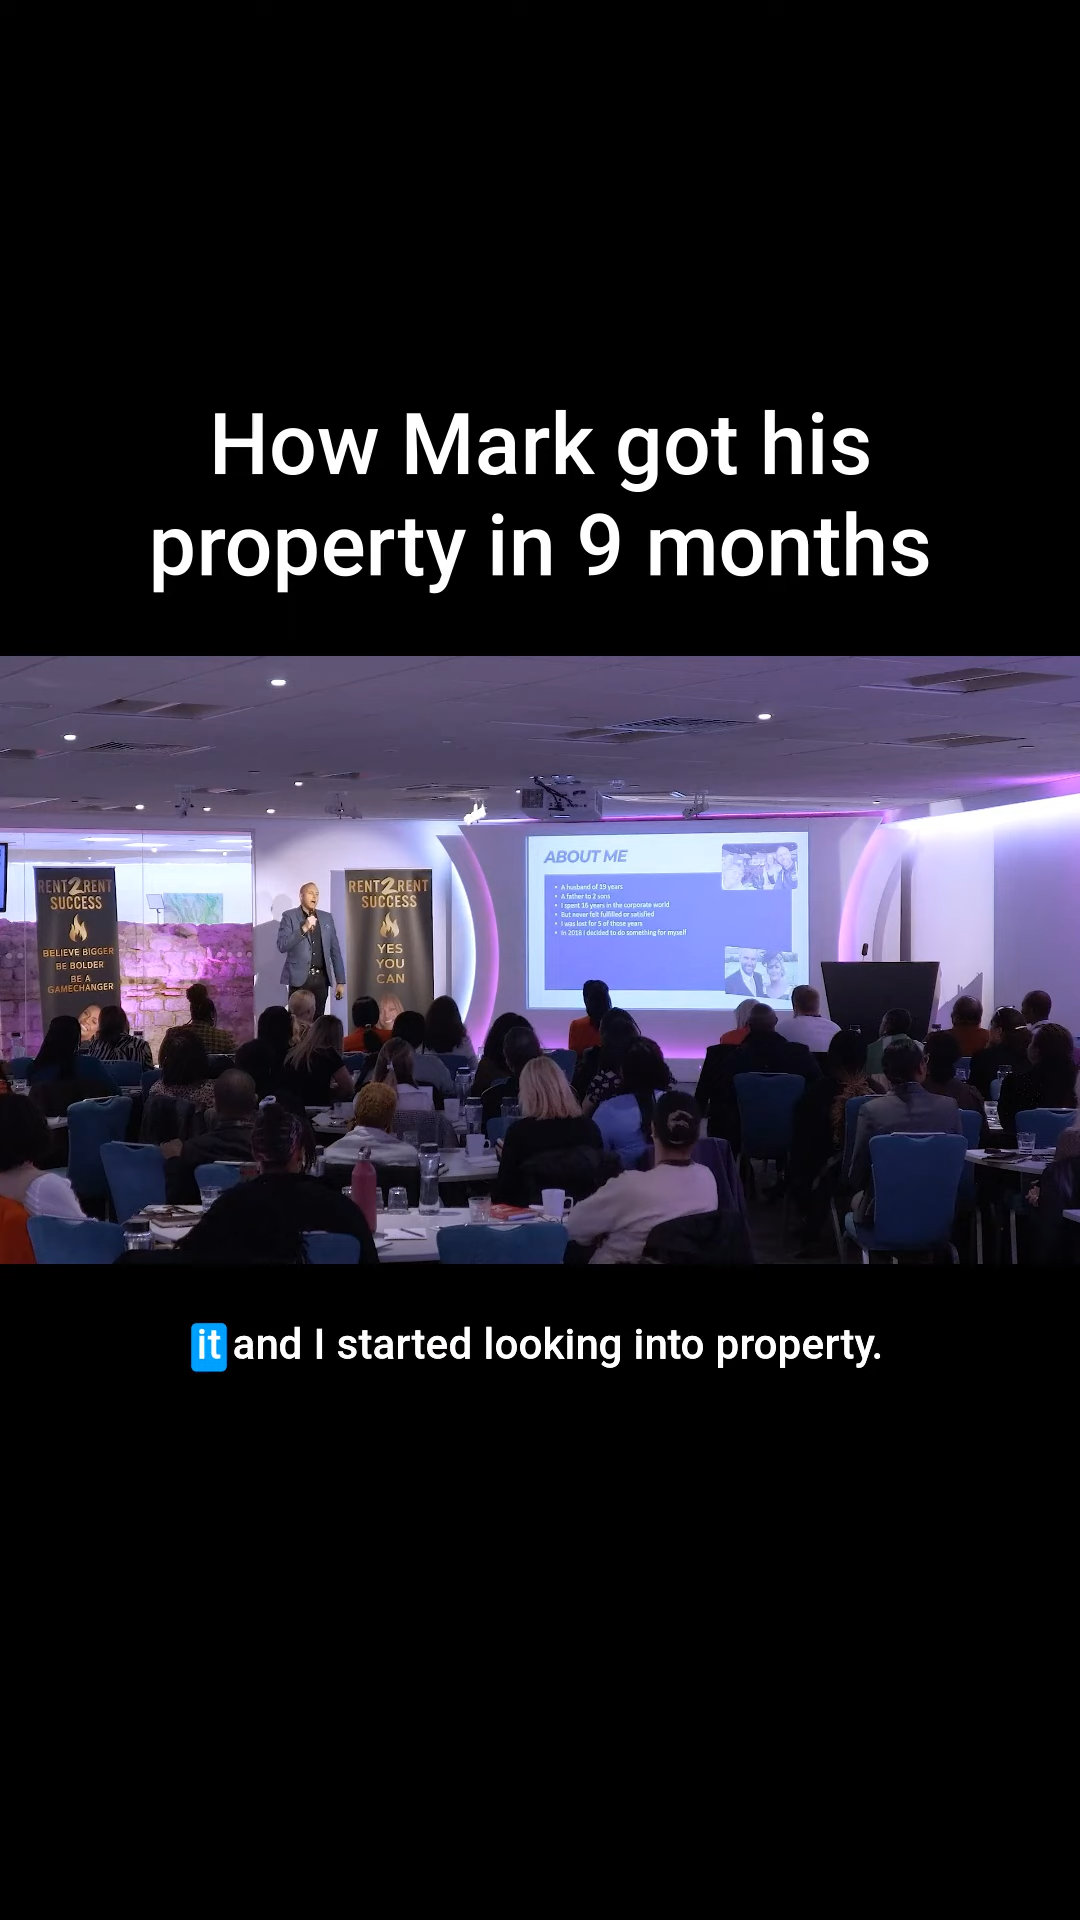 How Mark got his
property in 9 months
ABOUT ME
A husband of 19 years
A father to 2 sons
I spent 16 years in the corporate world
But never felt fulfilled or satisfied
I was lost for 5 of those years
In 2018 I decided to do something for myself
RENT2RENT
SUCCESS
BELIEVE BIGGER
BE BOLDER
BE A
GAMECHANGER
RENT2RENT
SUCCESS
YES
YOU
CAN
it and I started looking into property.